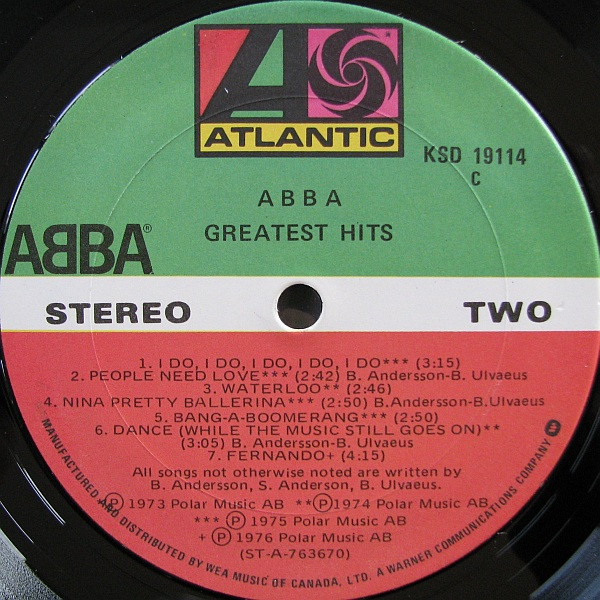 ATLANTIC
KSD 19114
C
ABBA
GREATEST HITS
ABBA®
STEREO
TWO
1. I DO, I DO, I DO, I DO, I DO*** (3:15)
2. PEOPLE NEED LOVE*** (2:42) B. Andersson-B. Ulvaeus
3. WATERLOO** (2:46)
4. NINA PRETTY BALLERINA*** (2:50) B.Andersson-B.Ulvaeus
5. BANG-A-BOOMERANG*** (2:50)
6. DANCE (WHILE THE MUSIC STILL GOES ON)**
(3:05) B. Andersson-B. Ulvaeus
7. FERNANDO+ (4:15)
All songs not otherwise noted are written by
B. Andersson, S. Anderson, B. Ulvaeus.
*Ⓟ 1973 Polar Music AB **Ⓟ 1974 Polar Music AB,
*** Ⓟ 1975 Polar Music AB
+ Ⓟ 1976 Polar Music AB
(ST-A-763670)
MANUFACTURED AND DISTRIBUTED BY WEA MUSIC OF CANADA, LTD. A WARNER COMMUNICATIONS COMPANY